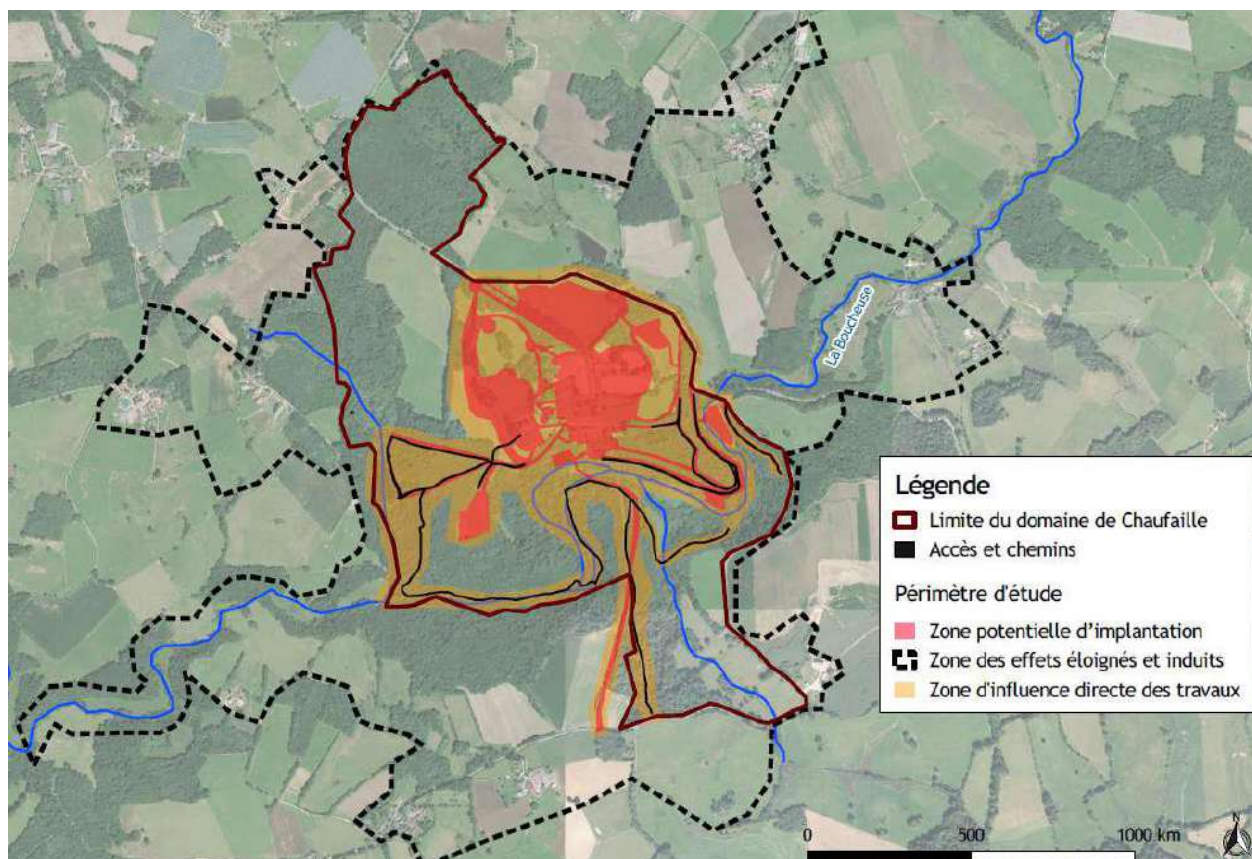 La Boucheuse
Légende
Limite du domaine de Chaufaille
Accès et chemins
Périmètre d'étude
Zone potentielle d'implantation
Zone des effets éloignés et induits
Zone d'influence directe des travaux
0 500 1000 km